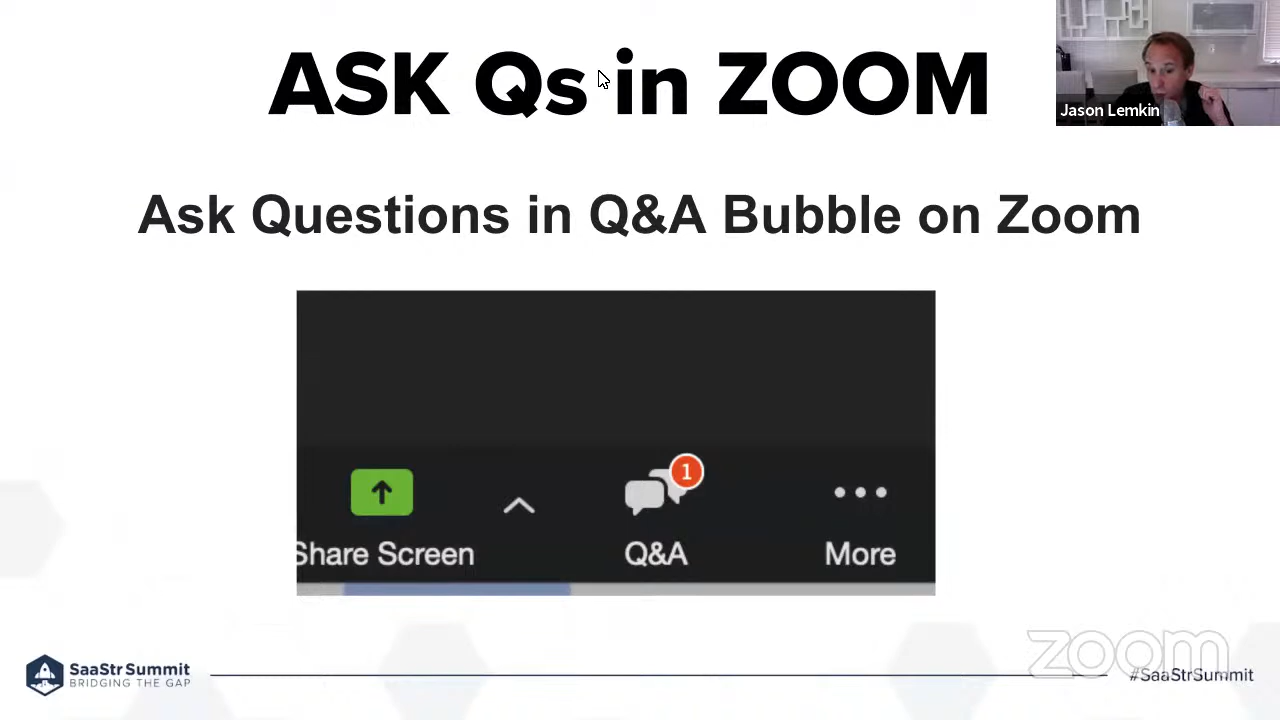 ASK Qs in ZOOM
Jason Lemkin
Ask Questions in Q&A Bubble on Zoom
1
Share Screen
Q&A
More
zoom
SaaStr Summit
BRIDGING THE GAP
#SaaStrSummit